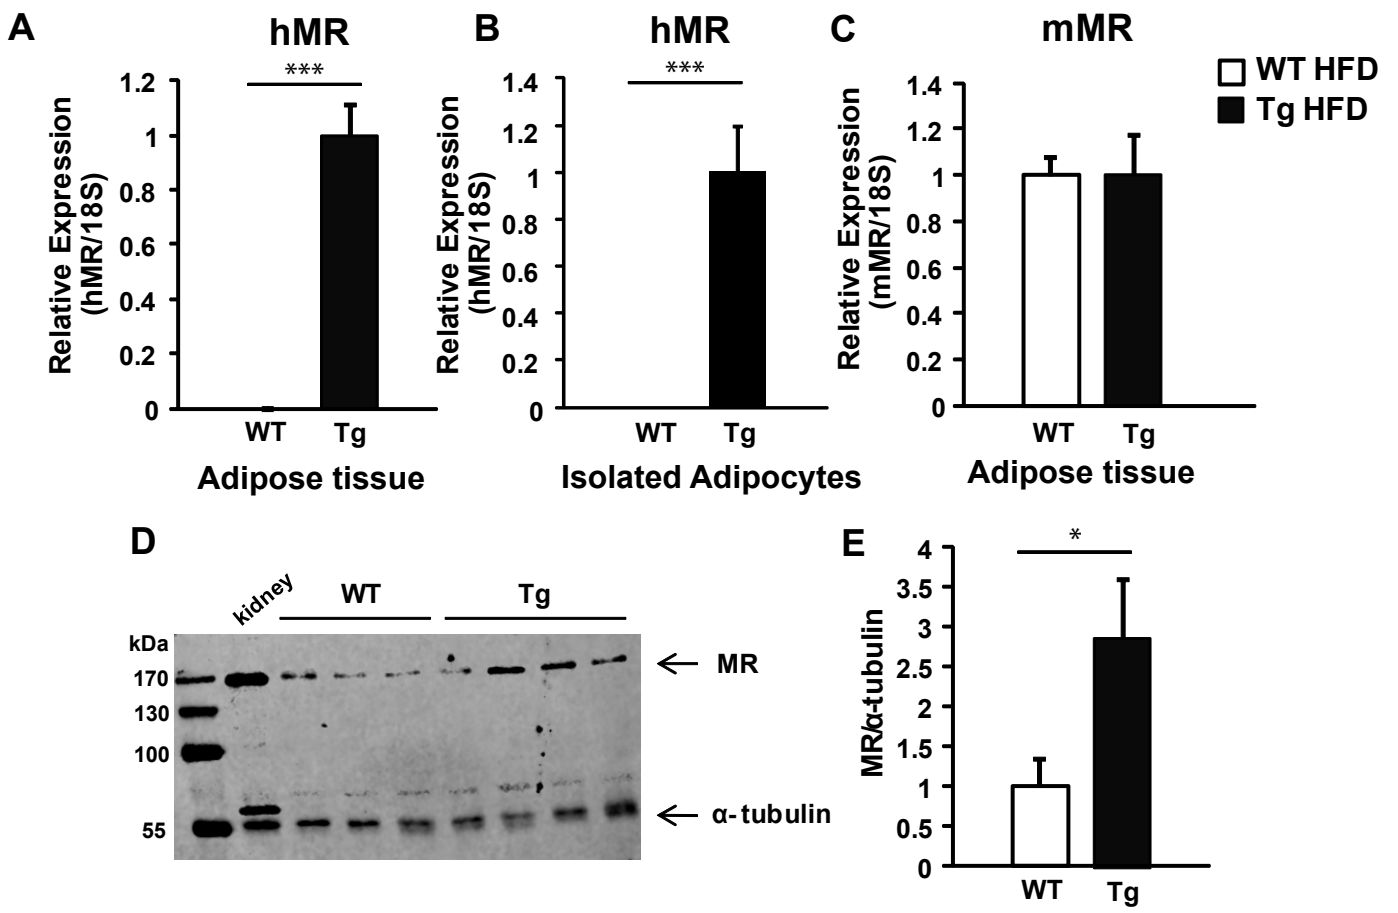 A
hMR
***
1.2
1
0.8
0.6
0.4
0.2
0
Relative Expression
(hMR/18S)
WT
Tg
Adipose tissue
B
hMR
***
1.4
1.2
1
0.8
0.6
0.4
0.2
0
Relative Expression
(hMR/18S)
WT
Tg
Isolated Adipocytes
C
mMR
1.4
1.2
1
0.8
0.6
0.4
0.2
0
Relative Expression
(mMR/18S)
WT
Tg
Adipose tissue
WT HFD
Tg HFD
D
kidney
WT
Tg
kDa
170
130
100
55
MR
α-tubulin
E
*
4
3.5
3
2.5
2
1.5
1
0.5
0
MR/α-tubulin
WT
Tg